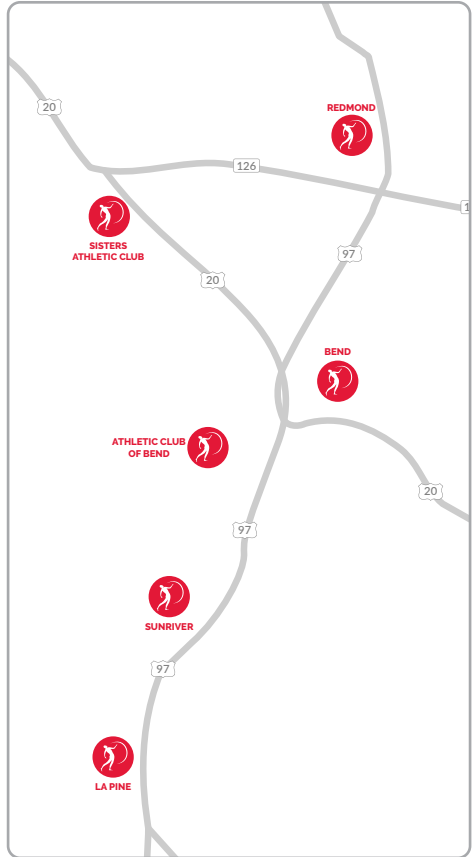 REDMOND
20
126
SISTERS
ATHLETIC CLUB
97
20
BEND
ATHLETIC CLUB
OF BEND
20
97
SUNRIVER
97
LA PINE